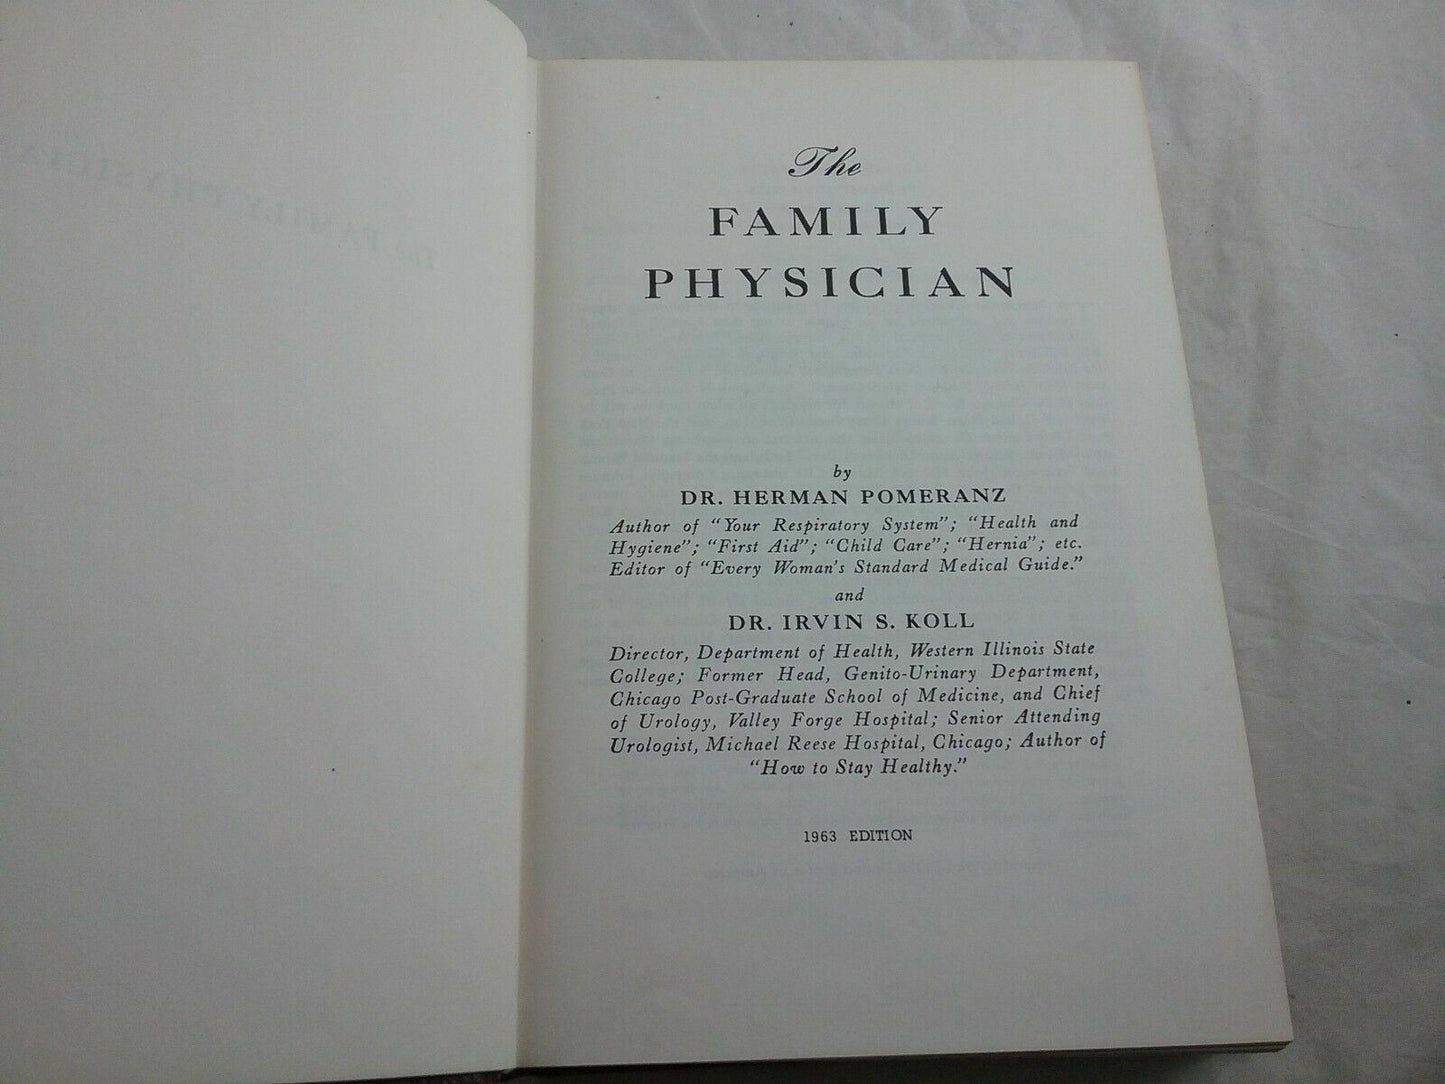 The
FAMILY
PHYSICIAN
by
DR. HERMAN POMERANZ
Author of "Your Respiratory System"; "Health and
Hygiene"; "First Aid"; "Child Care"; "Hernia"; etc.
Editor of "Every Woman's Standard Medical Guide."
and
DR. IRVIN S. KOLL
Director, Department of Health, Western Illinois State
College; Former Head, Genito-Urinary Department,
Chicago Post-Graduate School of Medicine, and Chief
of Urology, Valley Forge Hospital; Senior Attending
Urologist, Michael Reese Hospital, Chicago; Author of
"How to Stay Healthy."
1963 EDITION